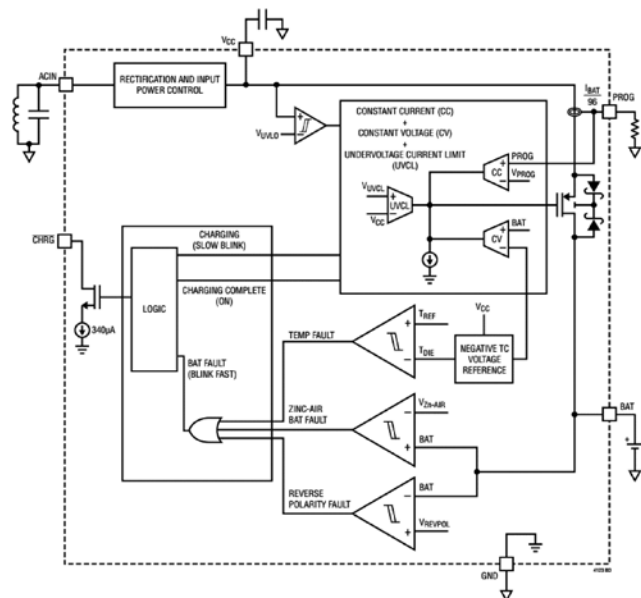 VCC
ACIN
RECTIFICATION AND INPUT
POWER CONTROL
IBAT
96
PROG
CONSTANT CURRENT (CC)
+
CONSTANT VOLTAGE (CV)
+
UNDERVOLTAGE CURRENT LIMIT
(UVCL)
VUVLO
+
−
PROG
+
CC
−
VPROG
VUVCL
+
UVCL
−
VCC
BAT
+
CV
−
CHRG
CHARGING
(SLOW BLINK)
LOGIC
CHARGING COMPLETE
(ON)
340µA
BAT FAULT
(BLINK FAST)
TEMP FAULT
TREF
+
TDIE
−
VCC
NEGATIVE TC
VOLTAGE
REFERENCE
ZINC-AIR
BAT FAULT
VZn-AIR
−
BAT
+
BAT
+
REVERSE
POLARITY FAULT
BAT
−
VREVPOL
+
GND